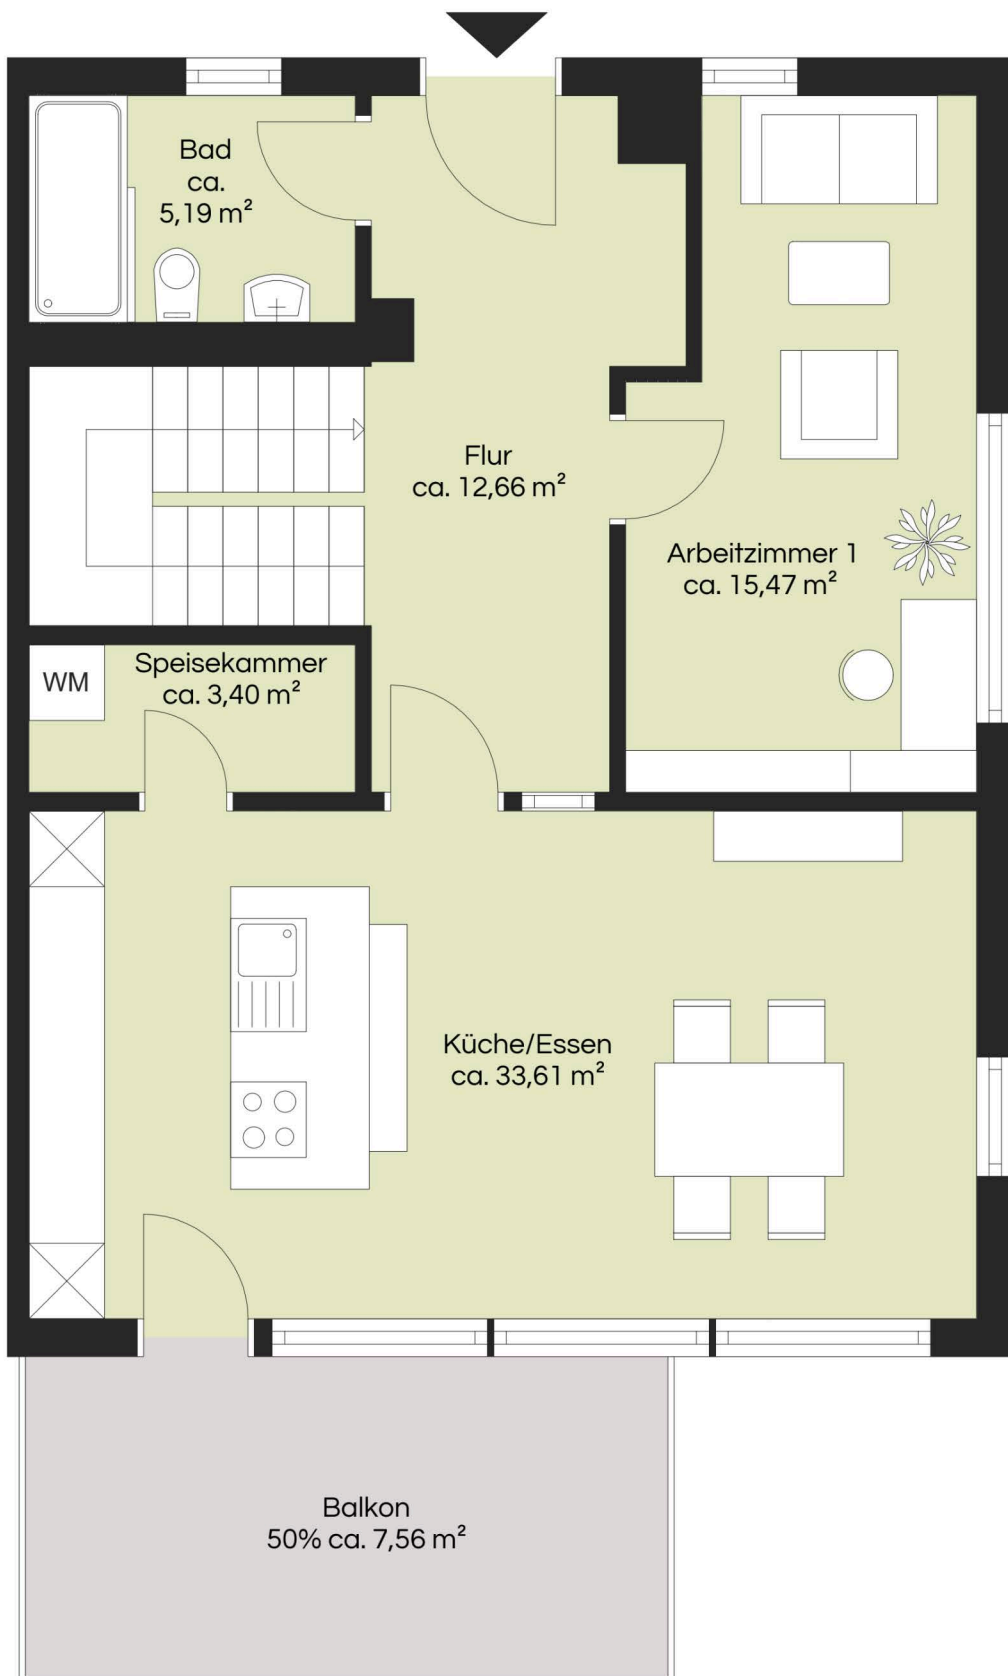 Bad
ca.
5,19 m²
Flur
ca. 12,66 m²
Arbeitzimmer 1
ca. 15,47 m²
Speisekammer
ca. 3,40 m²
WM
Küche/Essen
ca. 33,61 m²
Balkon
50% ca. 7,56 m²